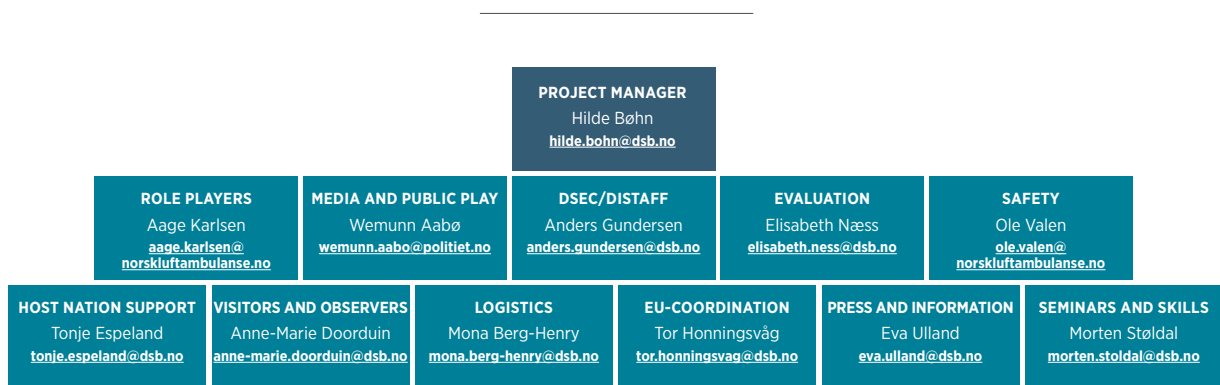 PROJECT MANAGER
Hilde Bøhn
hilde.bohn@dsb.no
ROLE PLAYERS
Aage Karlsen
aage.karlsen@
norskluftambulanse.no
MEDIA AND PUBLIC PLAY
Wemunn Aabø
wemunn.aabo@politiet.no
DSEC/DISTAFF
Anders Gundersen
anders.gundersen@dsb.no
EVALUATION
Elisabeth Næss
elisabeth.ness@dsb.no
SAFETY
Ole Valen
ole.valen@
norskluftambulanse.no
HOST NATION SUPPORT
Tonje Espeland
tonje.espeland@dsb.no
VISITORS AND OBSERVERS
Anne-Marie Doorduin
anne-marie.doorduin@dsb.no
LOGISTICS
Mona Berg-Henry
mona.berg-henry@dsb.no
EU-COORDINATION
Tor Honningsvåg
tor.honningsvag@dsb.no
PRESS AND INFORMATION
Eva Ulland
eva.ulland@dsb.no
SEMINARS AND SKILLS
Morten Støldal
morten.stoldal@dsb.no